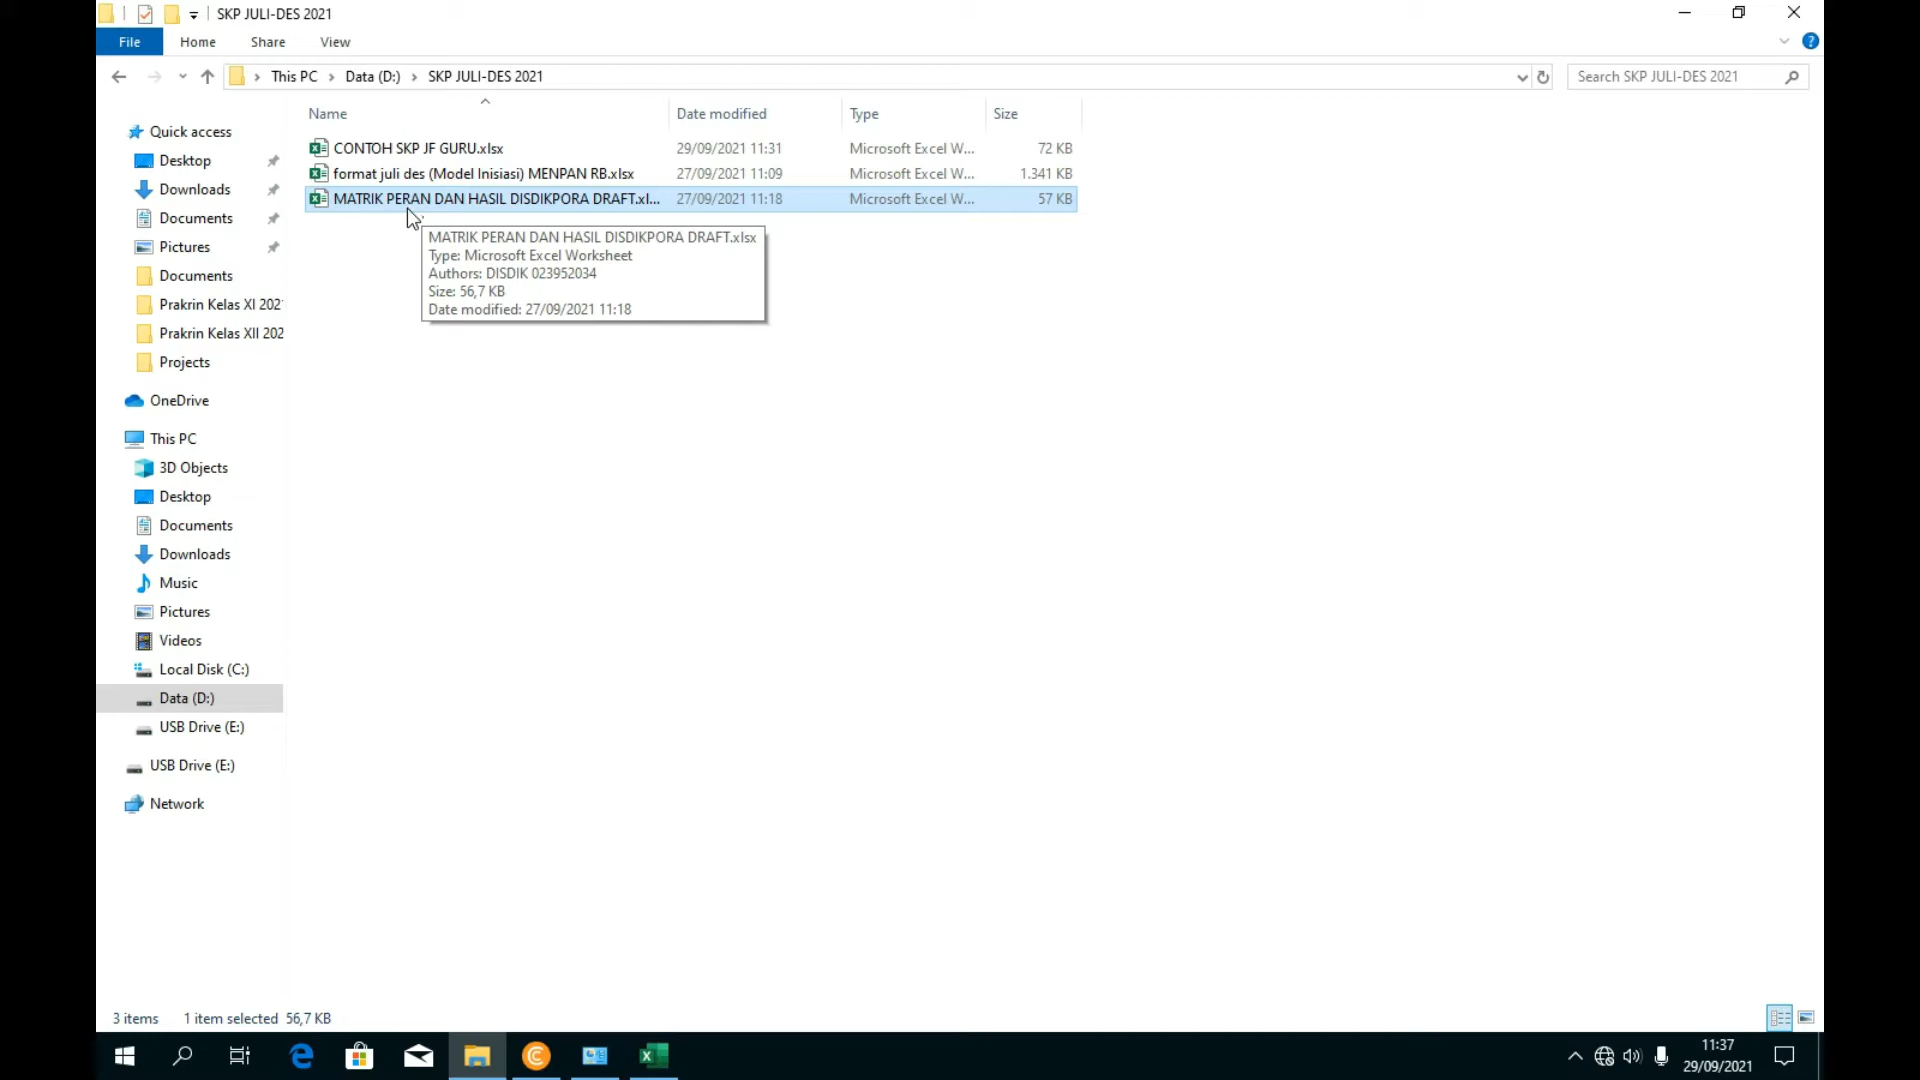 SKP JULI-DES 2021
File Home Share View
This PC Data (D:) SKP JULI-DES 2021
Search SKP JULI-DES 2021
Name Date modified Type Size
CONTOH SKP JF GURU.xlsx 29/09/2021 11:31 Microsoft Excel W... 72 KB
format juli des (Model Inisiasi) MENPAN RB.xlsx 27/09/2021 11:09 Microsoft Excel W... 1.341 KB
MATRIK PERAN DAN HASIL DISDIKPORA DRAFT.xl... 27/09/2021 11:18 Microsoft Excel W... 57 KB
MATRIK PERAN DAN HASIL DISDIKPORA DRAFT.xlsx
Type: Microsoft Excel Worksheet
Authors: DISDIK 023952034
Size: 56,7 KB
Date modified: 27/09/2021 11:18
Quick access
Desktop
Downloads
Documents
Pictures
Documents
Prakrin Kelas XI 202
Prakrin Kelas XII 202
Projects
OneDrive
This PC
3D Objects
Desktop
Documents
Downloads
Music
Pictures
Videos
Local Disk (C:)
Data (D:)
USB Drive (E:)
USB Drive (E:)
Network
3 items 1 item selected 56,7 KB
11:37
29/09/2021